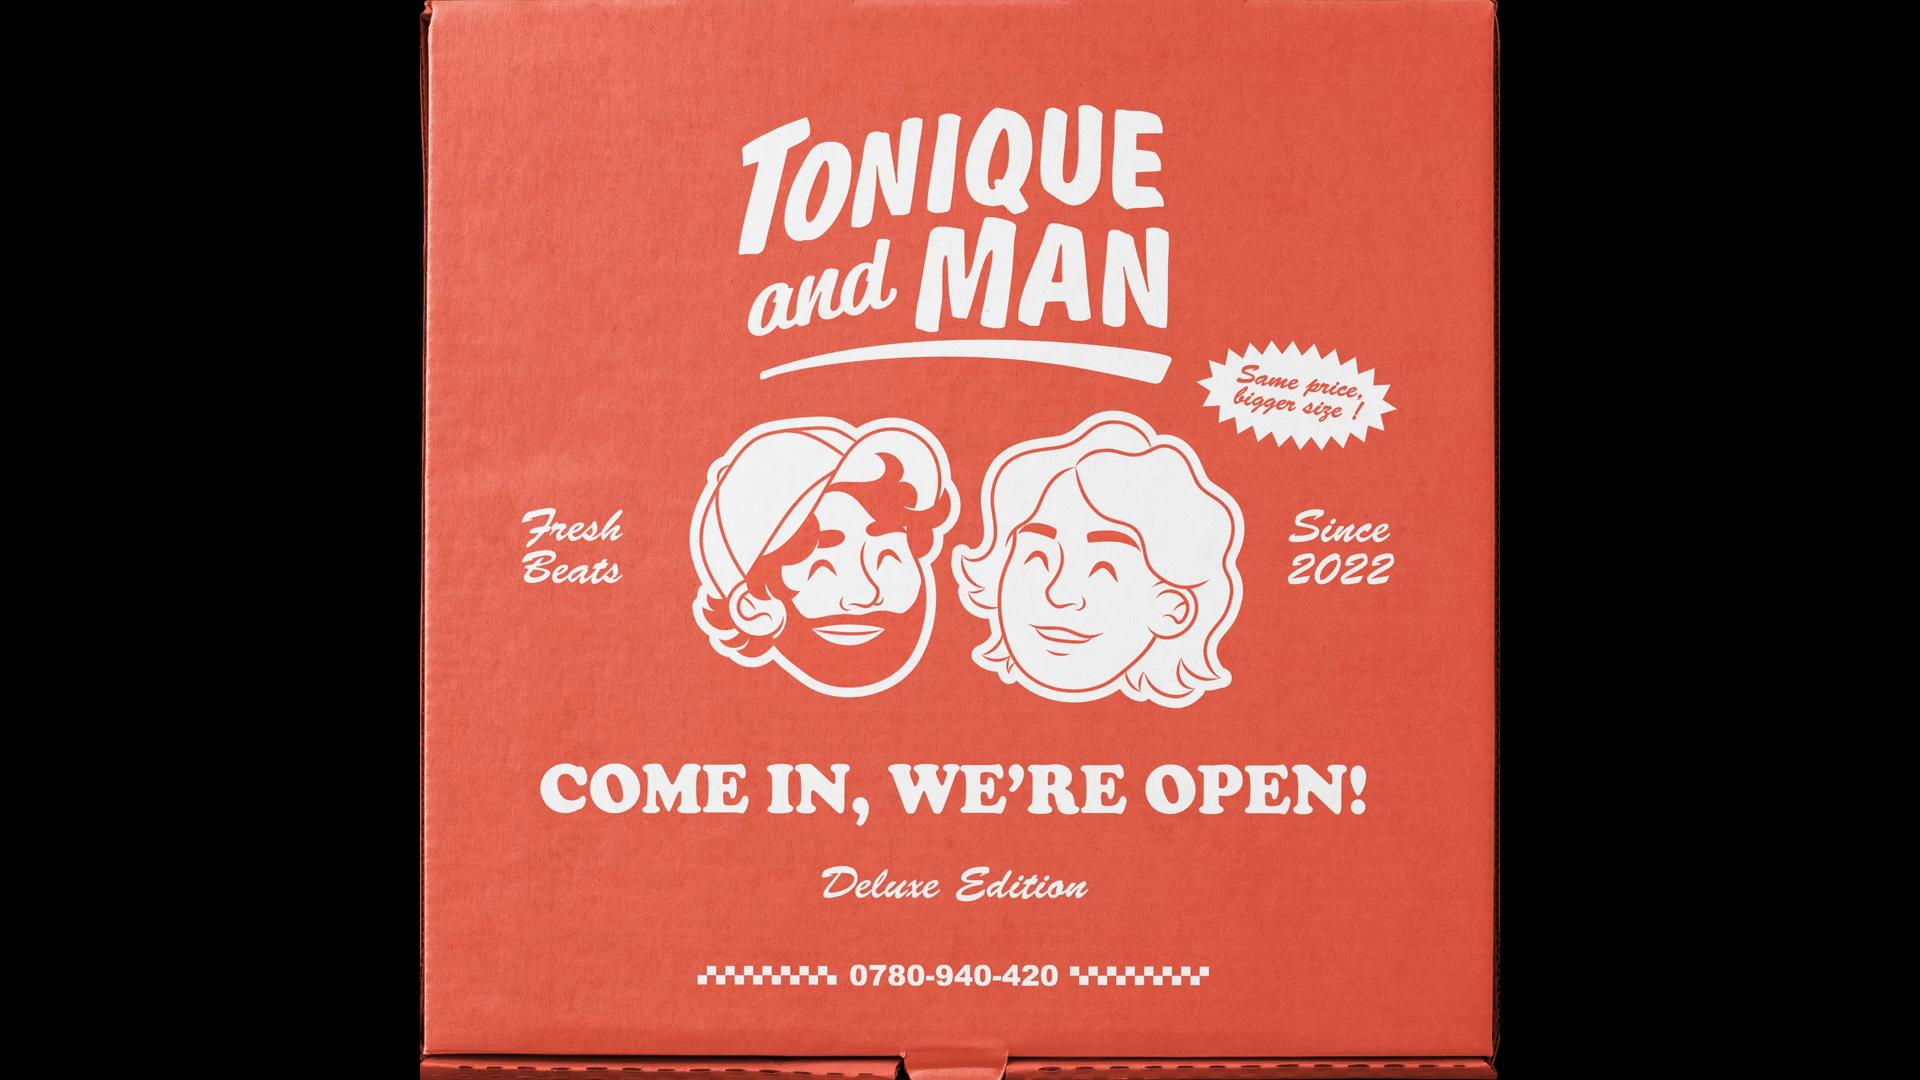 TONIQUE
and MAN
Same price,
bigger size !
Fresh
Beats
Since
2022
COME IN, WE'RE OPEN!
Deluxe Edition
0780-940-420